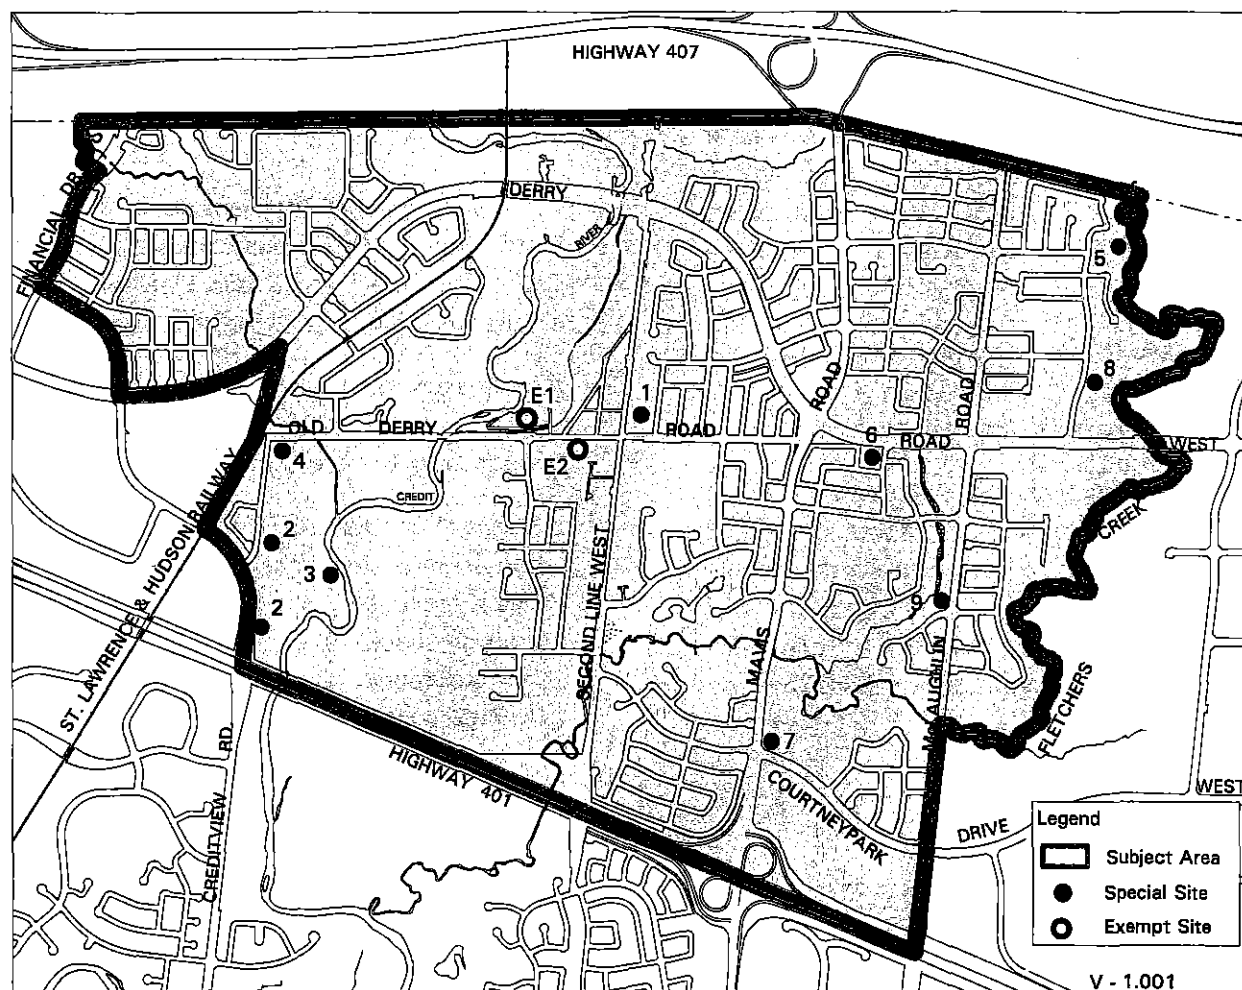 HIGHWAY 407
FINANCIAL DR.
DERRY
RIVER
5
ROAD
ROAD
8
E1
1
OLD DERRY ROAD
6
ROAD
WEST
4
E2
CREDIT
CREEK
ST. LAWRENCE & HUDSON RAILWAY
2
3
SECOND LINE WEST
9
2
MAVIS
McLAUGHLIN
FLETCHERS
7
CREDITVIEW RD.
HIGHWAY 401
COURTNEYPARK
DRIVE
WEST
Legend
Subject Area
Special Site
Exempt Site
V - 1.001